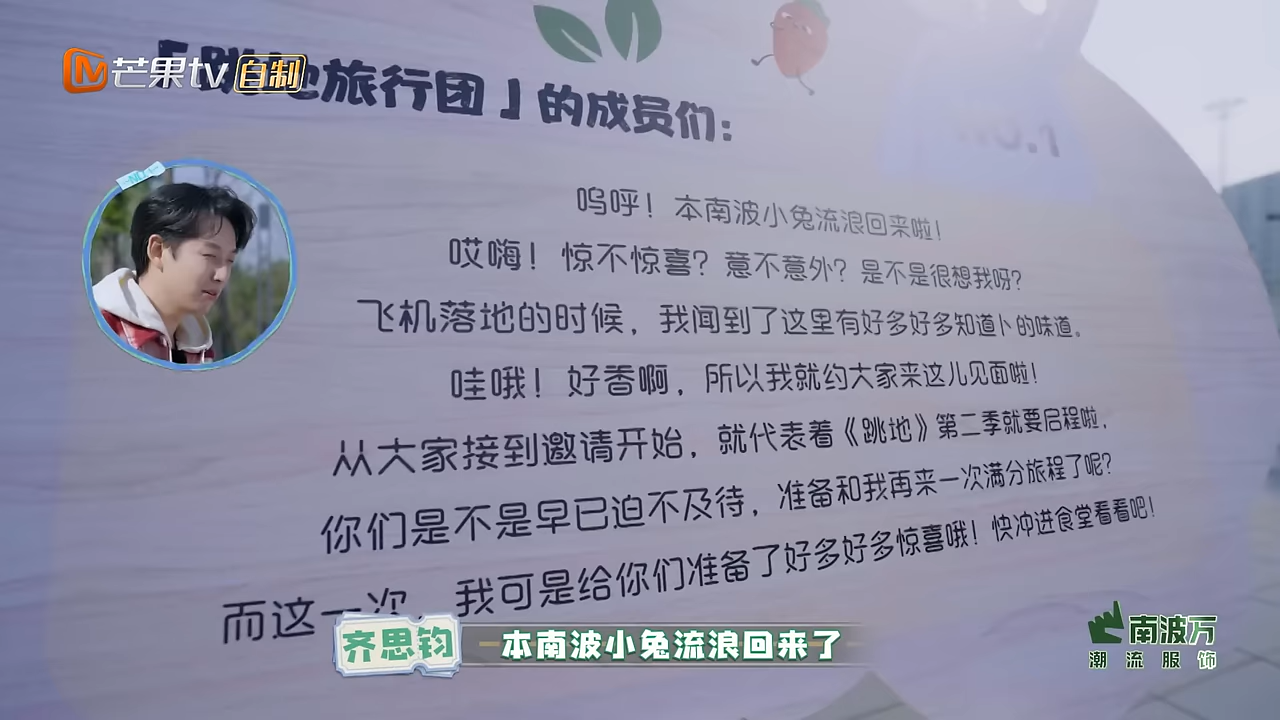 芒果tv 自制
地旅行团」的成员们：
NO.1
呜呼！本南波小兔流浪回来啦！
哎嗨！惊不惊喜？意不意外？是不是很想我呀？
飞机落地的时候，我闻到了这里有好多好多知道卜的味道。
哇哦！好香啊，所以我就约大家来这儿见面啦！
从大家接到邀请开始，就代表着《跳地》第二季就要启程啦，
你们是不是早已迫不及待，准备和我再来一次满分旅程了呢？
而这一次，我可是给你们准备了好多好多惊喜哦！快冲进食堂看看吧！
齐思钧 本南波小兔流浪回来了
南波万
潮流服饰